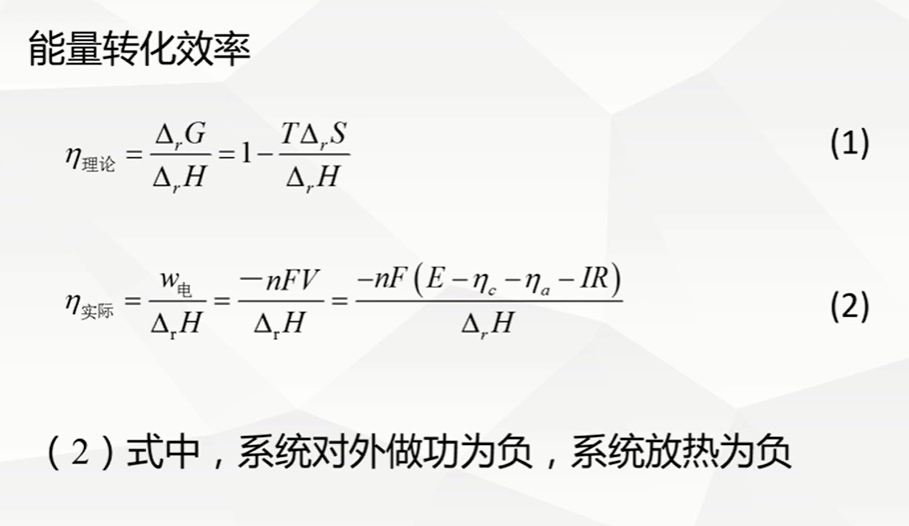 能量转化效率
η理论 = ΔrG / ΔrH = 1 − TΔrS / ΔrH (1)
η实际 = w电 / ΔrH = −nFV / ΔrH = −nF(E − ηc − ηa − IR) / ΔrH (2)
（2）式中，系统对外做功为负，系统放热为负